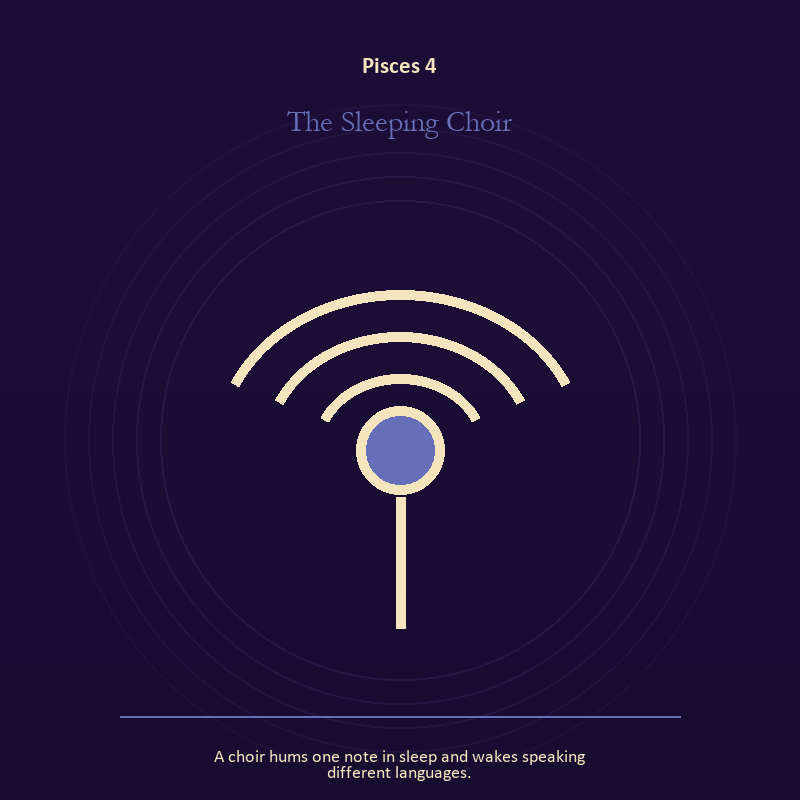 Pisces 4
The Sleeping Choir
A choir hums one note in sleep and wakes speaking
different languages.